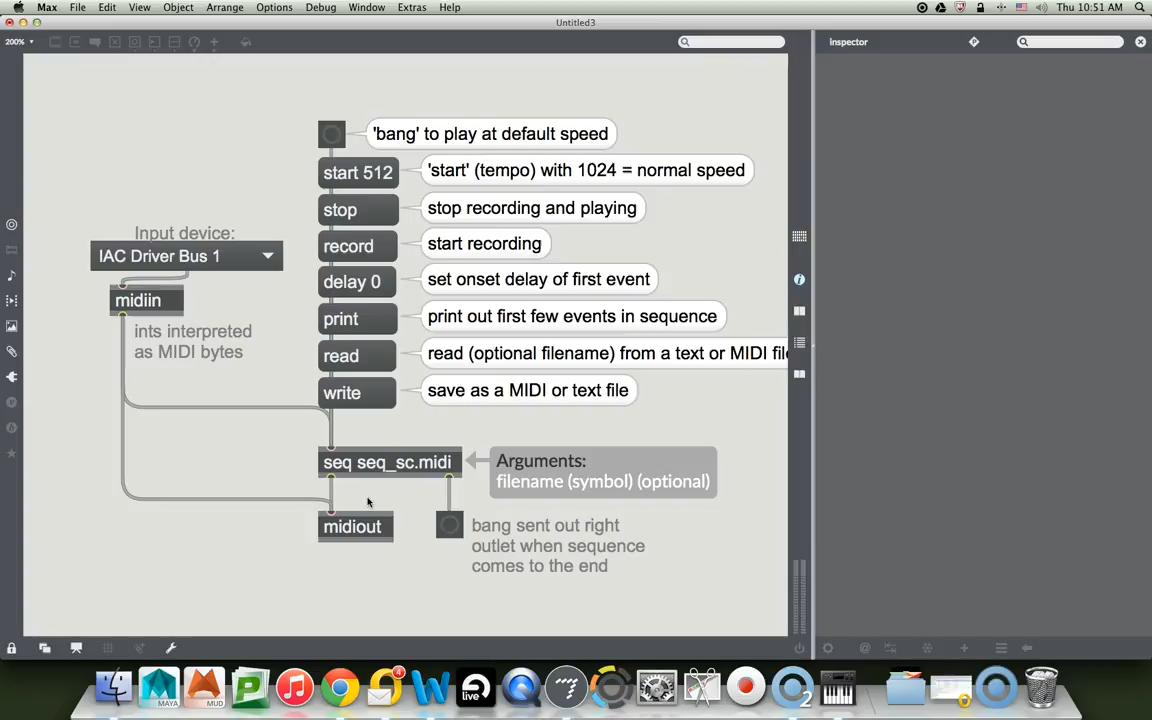 Max File Edit View Object Arrange Options Debug Window Extras Help
Thu 10:51 AM
Untitled3
200%
Inspector
'bang' to play at default speed
start 512
'start' (tempo) with 1024 = normal speed
stop
stop recording and playing
Input device:
IAC Driver Bus 1
record
start recording
delay 0
set onset delay of first event
midiin
print
print out first few events in sequence
ints interpreted
as MIDI bytes
read
read (optional filename) from a text or MIDI fil
write
save as a MIDI or text file
seq seq_sc.midi
Arguments:
filename (symbol) (optional)
midiout
bang sent out right
outlet when sequence
comes to the end
MAYA
MUD
4
live
2